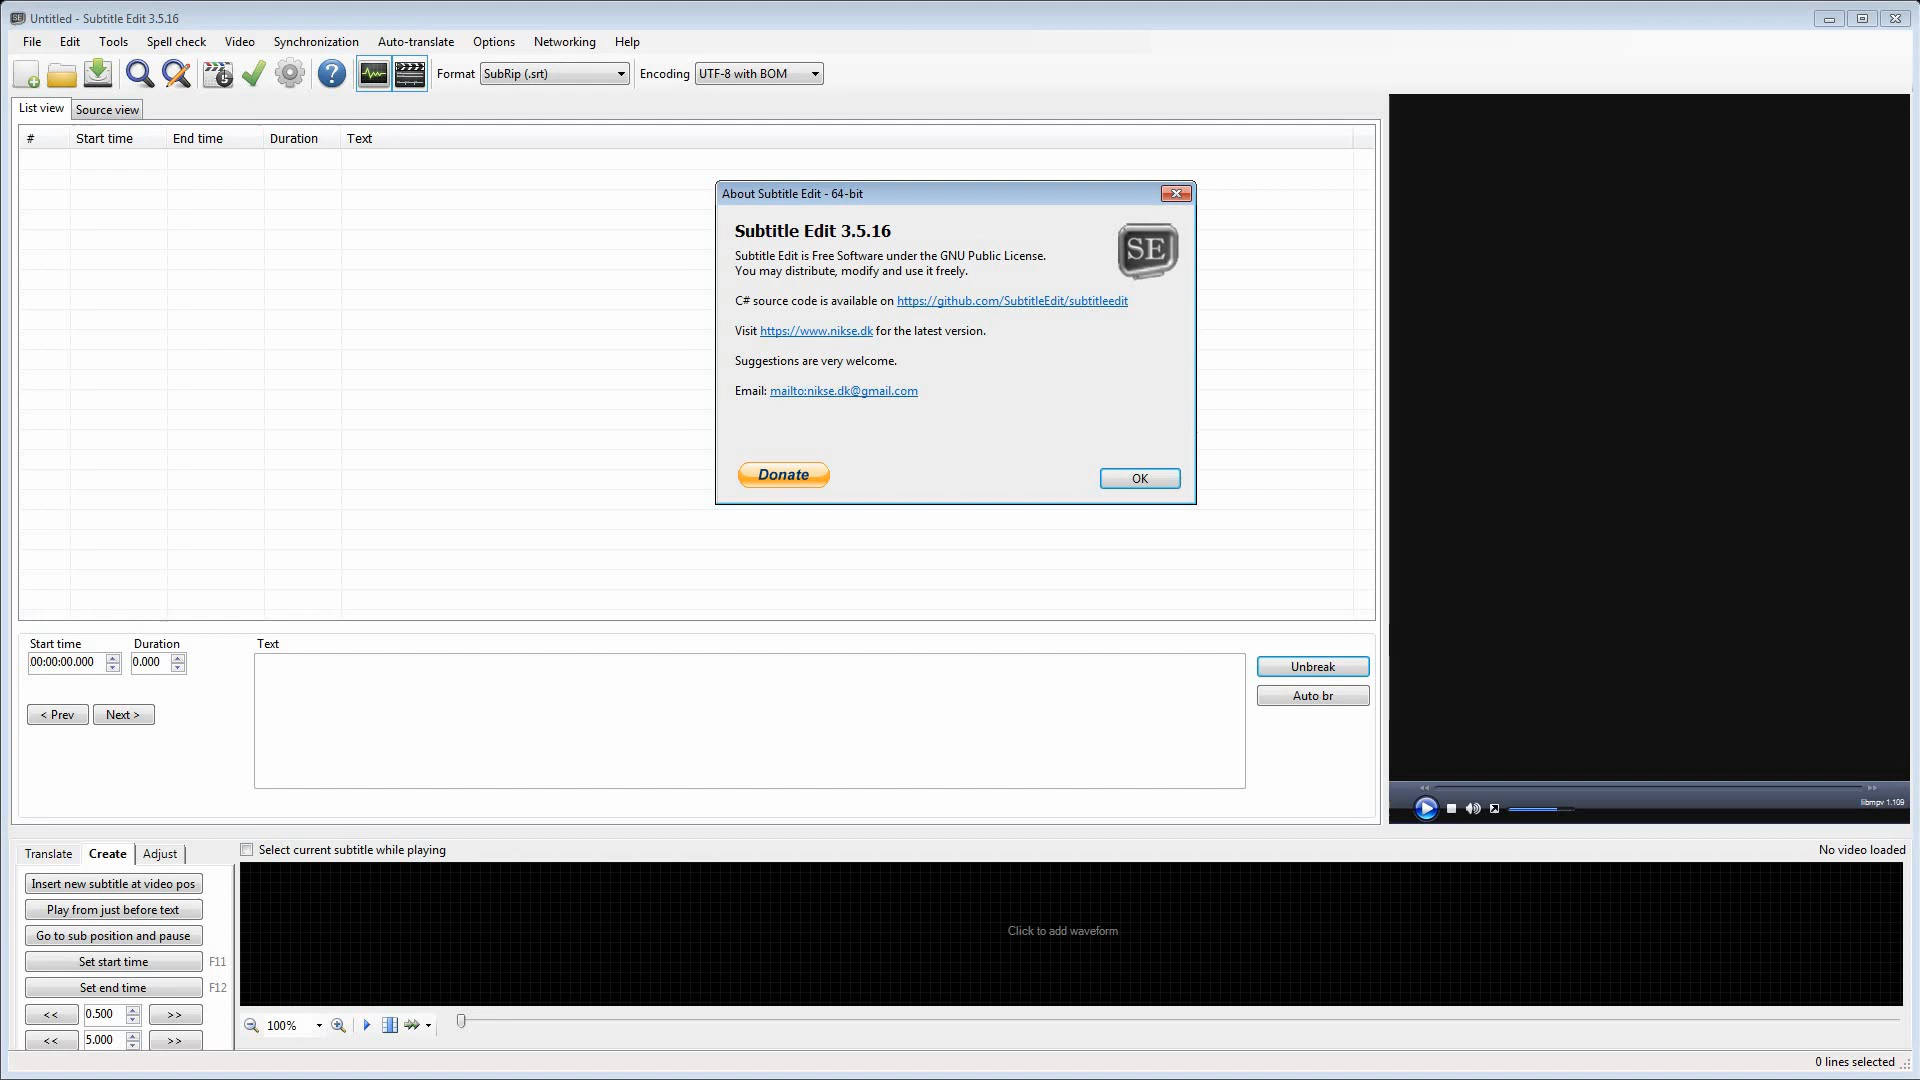 Untitled - Subtitle Edit 3.5.16
File Edit Tools Spell check Video Synchronization Auto-translate Options Networking Help
Format SubRip (.srt) Encoding UTF-8 with BOM
List view Source view
# Start time End time Duration Text
About Subtitle Edit - 64-bit
Subtitle Edit 3.5.16
SE
Subtitle Edit is Free Software under the GNU Public License.
You may distribute, modify and use it freely.
C# source code is available on https://github.com/SubtitleEdit/subtitleedit
Visit https://www.nikse.dk for the latest version.
Suggestions are very welcome.
Email: mailto:nikse.dk@gmail.com
Donate
OK
Start time Duration Text
00:00:00.000 0.000
Unbreak
Auto br
< Prev Next >
libmpv 1.109
Translate Create Adjust
Select current subtitle while playing
No video loaded
Insert new subtitle at video pos
Play from just before text
Go to sub position and pause
Set start time F11
Set end time F12
<< 0.500 >>
<< 5.000 >>
Click to add waveform
100%
0 lines selected